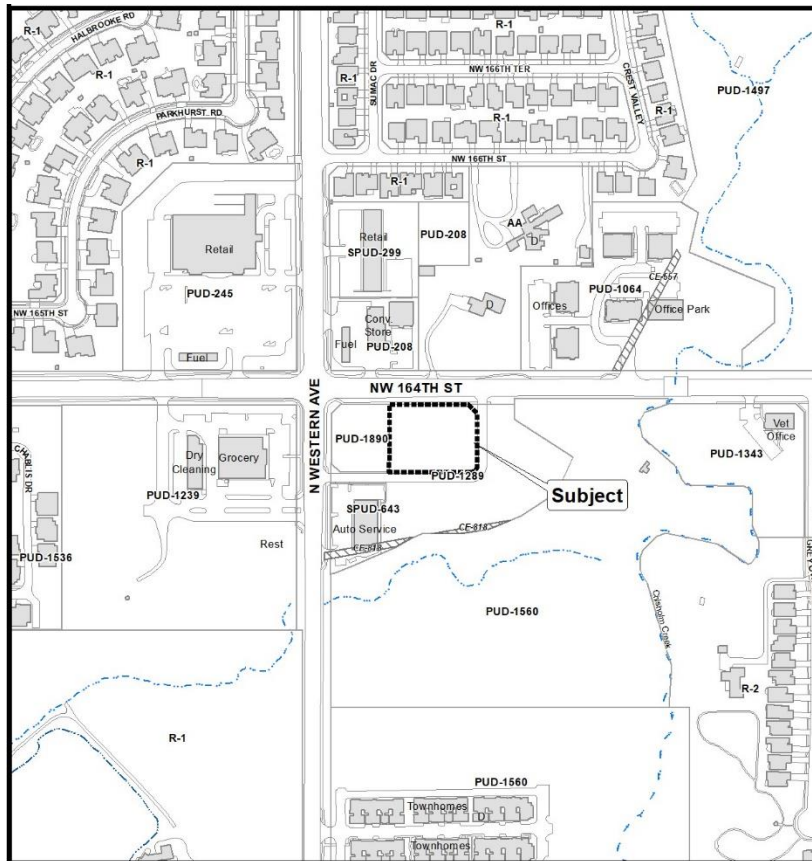 R-1
HALBROOKE RD
R-1
PARKHURST RD
R-1
SUMAC DR
R-1
R-1
NW 166TH TER
CREST VALLEY
R-1
R-1
NW 166TH ST
R-1
PUD-1497
Retail
PUD-245
NW 165TH ST
Fuel
Retail
SPUD-299
PUD-208
AA
D
D
Conv.
Store
Fuel
PUD-208
Offices
PUD-1064
CE-557
Office Park
NW 164TH ST
N WESTERN AVE
PUD-1890
PUD-1289
Subject
Vet
Office
PUD-1343
Dry
Cleaning
Grocery
PUD-1239
CHABLIS DR
PUD-1536
Rest
SPUD-643
Auto Service
CE-818
CE-818
PUD-1560
Chisholm Creek
R-2
R-1
PUD-1560
Townhomes
D
Townhomes